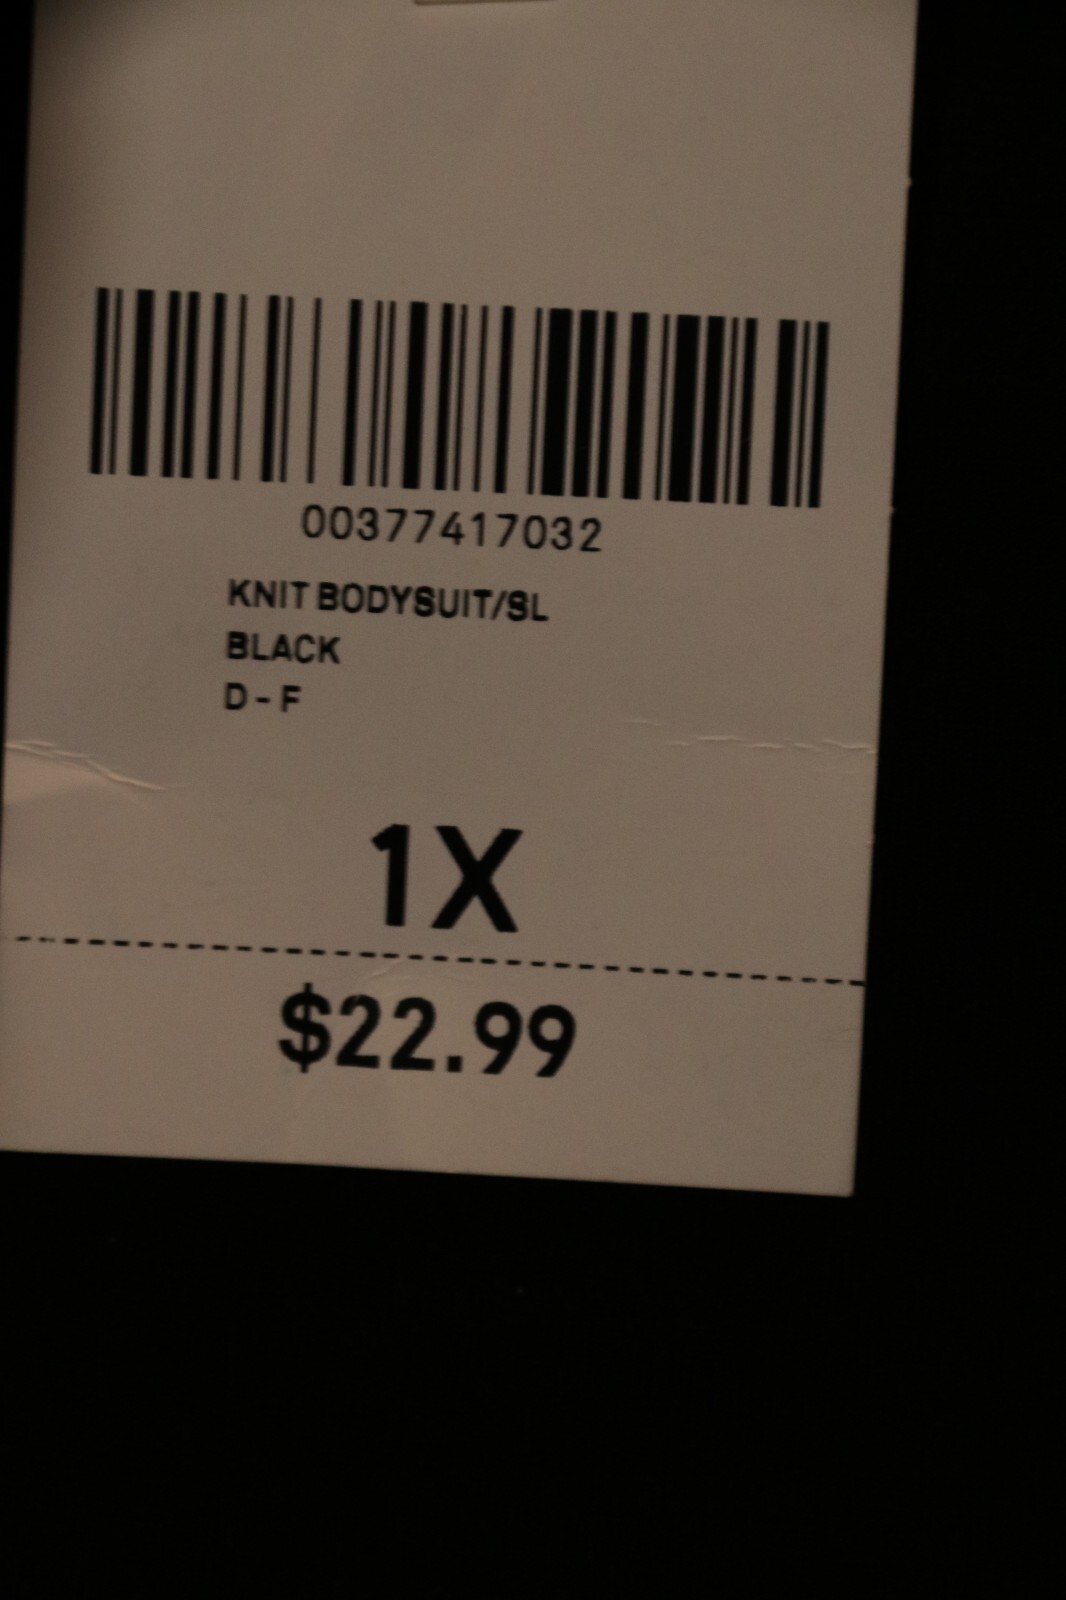 00377417032
KNIT BODYSUIT/SL
BLACK
D - F
1X
$22.99